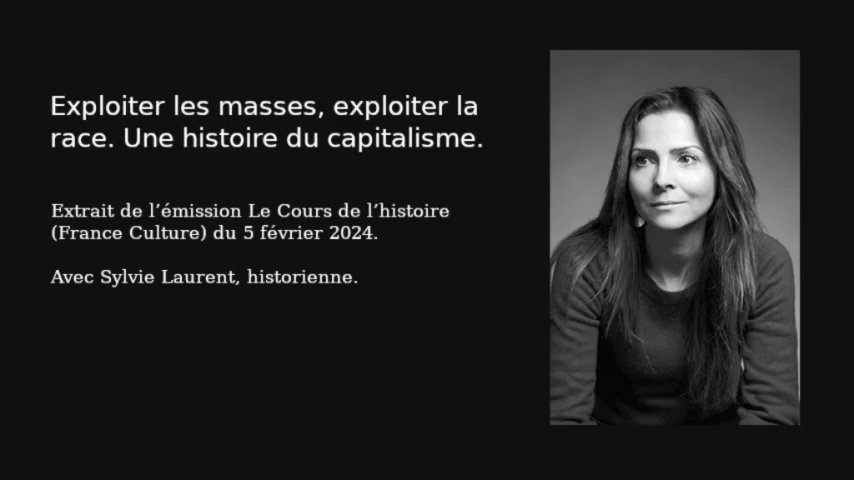 Exploiter les masses, exploiter la
race. Une histoire du capitalisme.
Extrait de l’émission Le Cours de l’histoire
(France Culture) du 5 février 2024.
Avec Sylvie Laurent, historienne.